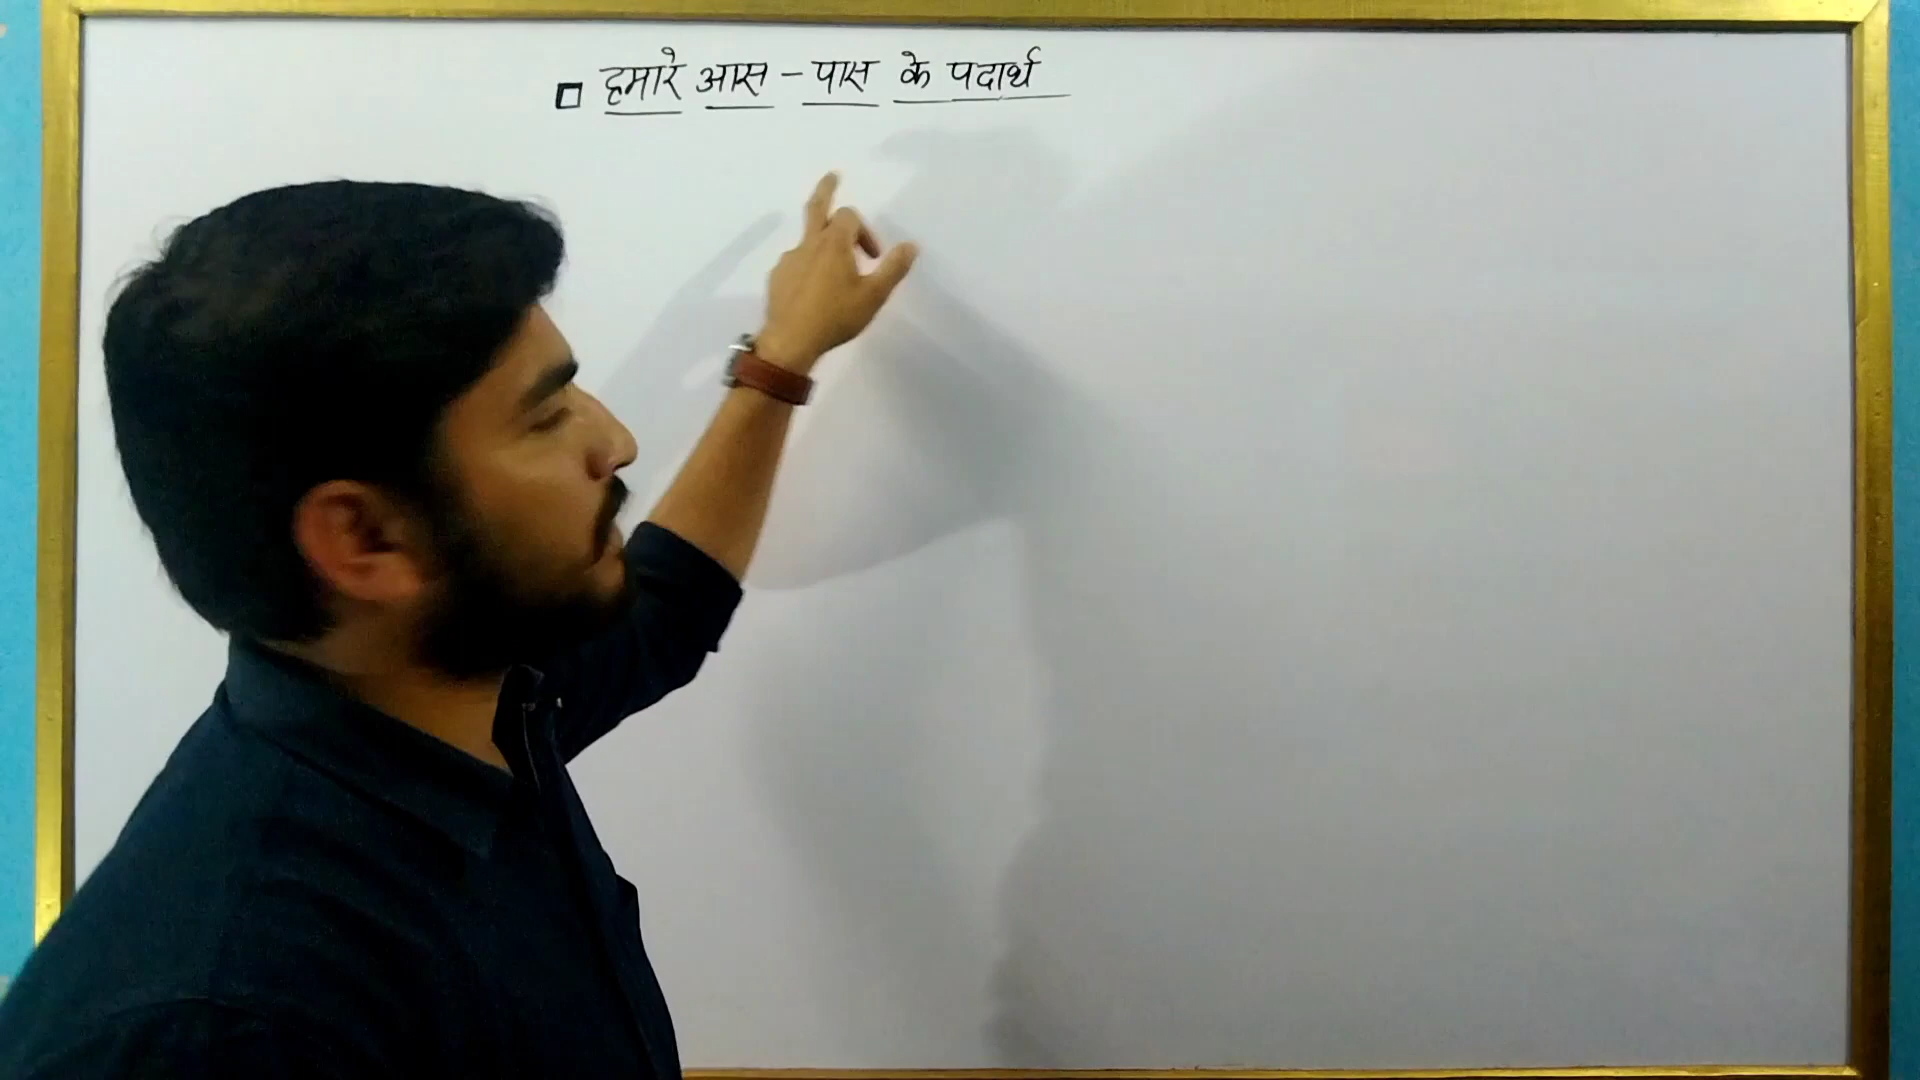 हमारे आस - पास के पदार्थ